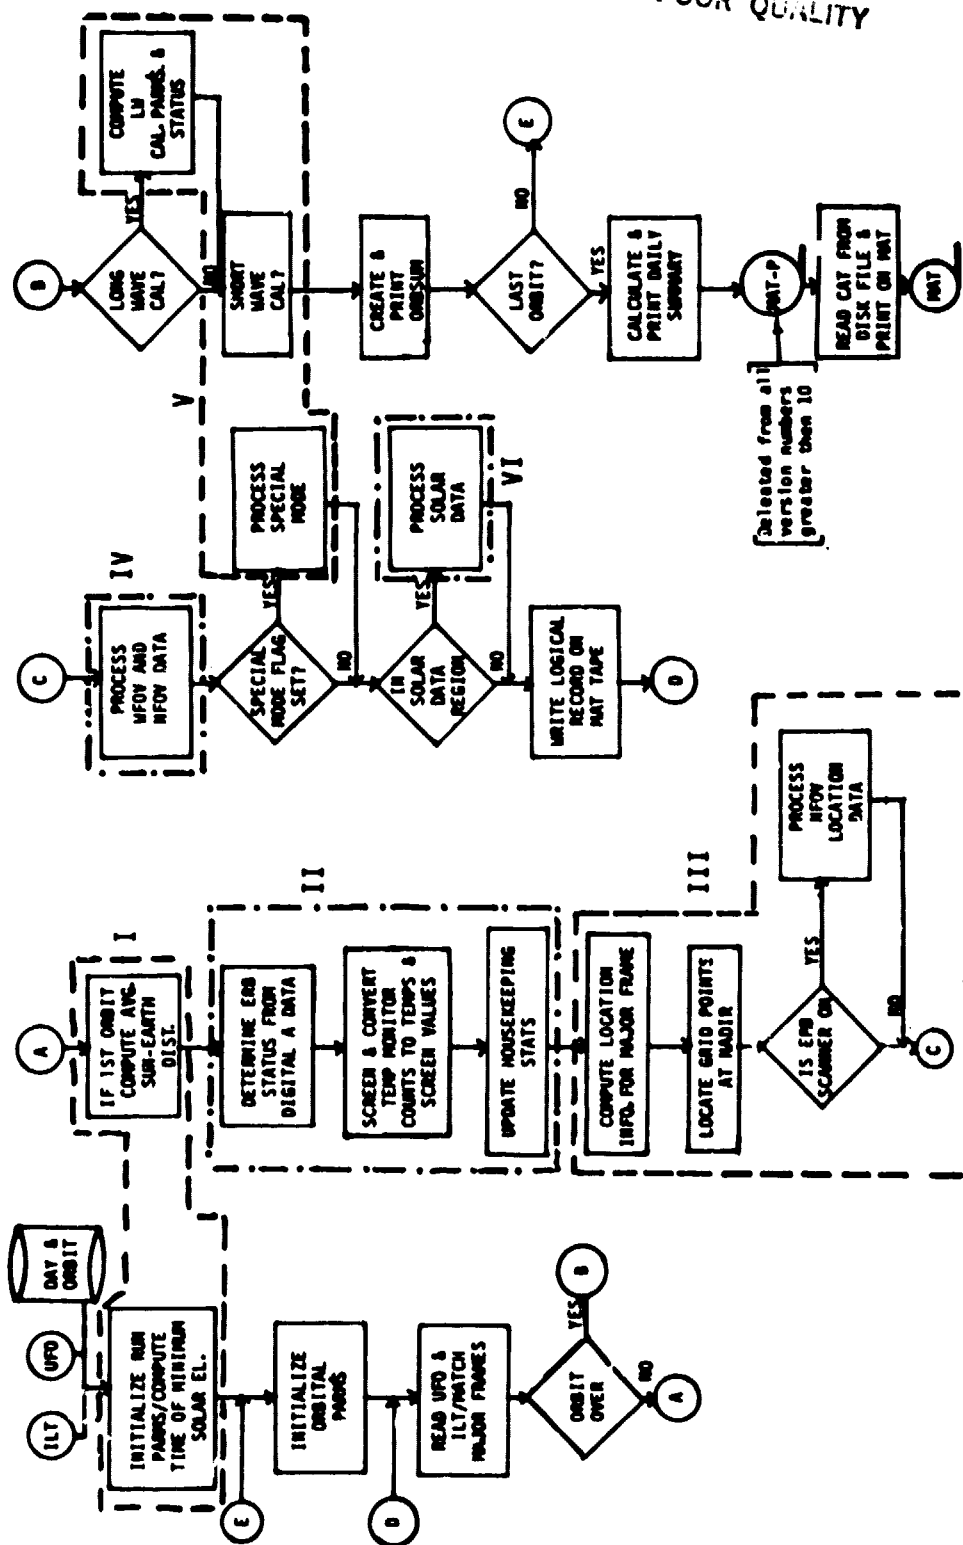 POOR QUALITY
ILT
UFO
DAY &
ORBIT
INITIALIZE RUN
PARMS/COMPUTE
TIME OF MINIMUM
SOLAR EL.
E
INITIALIZE
ORBITAL
PARMS
D
READ UFO &
ILT/MATCH
MAJOR FRAMES
ORBIT
OVER
YES
B
NO
A
A
I
IF 1ST ORBIT
COMPUTE AVG.
SUN-EARTH
DIST.
II
DETERMINE ERB
STATUS FROM
DIGITAL A DATA
SCREEN & CONVERT
TEMP MONITOR
COUNTS TO TEMPS &
SCREEN VALUES
UPDATE HOUSEKEEPING
STATS
III
COMPUTE LOCATION
INFO. FOR MAJOR FRAME
LOCATE GRID POINTS
AT NADIR
IS EPM
SCANNER ON
YES
PROCESS
NFOV
LOCATION
DATA
NO
C
C
IV
PROCESS
WFOV AND
NFOV DATA
SPECIAL
MODE FLAG
SET?
YES
PROCESS
SPECIAL
MODE
NO
IN
SOLAR
DATA
REGION
YES
PROCESS
SOLAR
DATA
VI
NO
WRITE LOGICAL
RECORD ON
MAT TAPE
D
B
V
LONG
WAVE
CAL?
YES
COMPUTE
LW
CAL. PARMS. &
STATUS
NO
SHORT
WAVE
CAL?
CREATE &
PRINT
ORBSUM
LAST
ORBIT?
NO
E
YES
CALCULATE &
PRINT DAILY
SUMMARY
MAT-P
Deleated from all
version numbers
greater then 10
READ CAT FROM
DISK FILE &
PRINT ON MAT
MAT